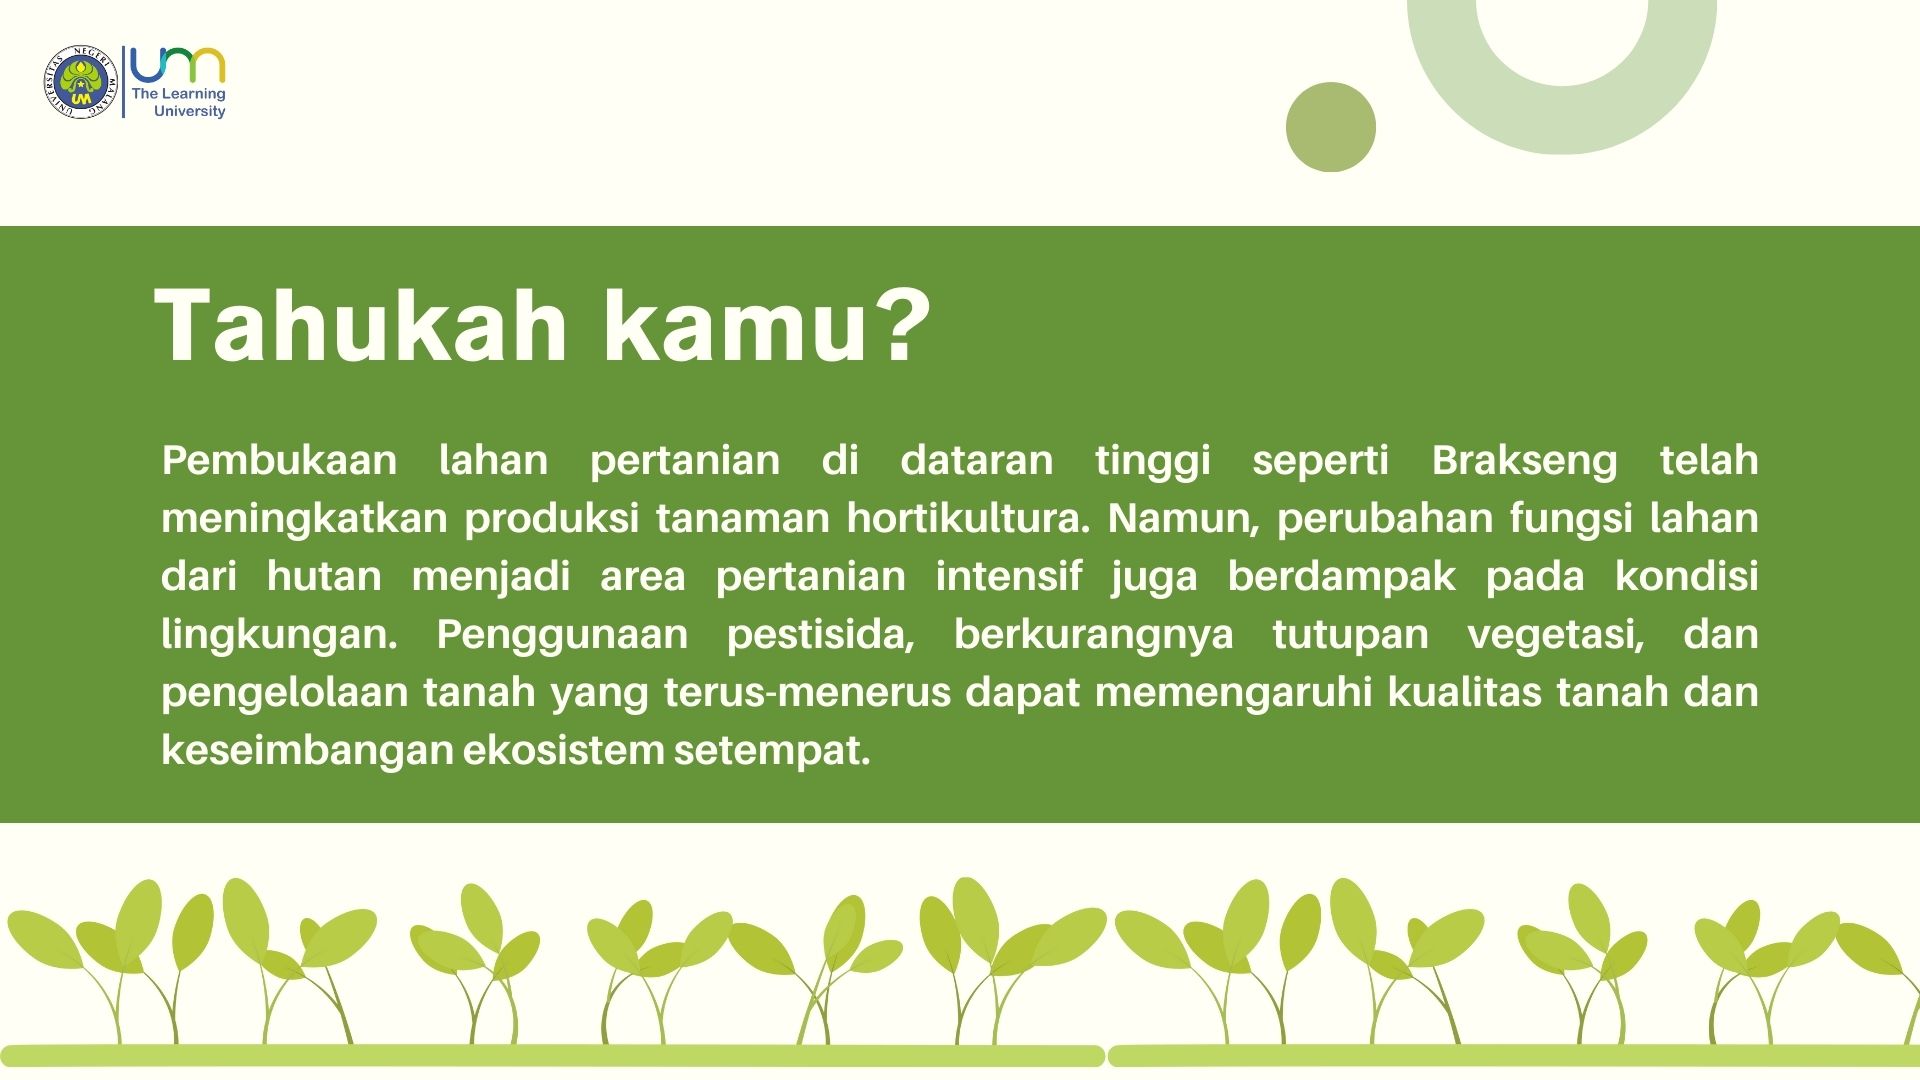 UNIVERSITAS NEGERI MALANG
UM
um
The Learning
University
Tahukah kamu?
Pembukaan lahan pertanian di dataran tinggi seperti Brakseng telah
meningkatkan produksi tanaman hortikultura. Namun, perubahan fungsi lahan
dari hutan menjadi area pertanian intensif juga berdampak pada kondisi
lingkungan. Penggunaan pestisida, berkurangnya tutupan vegetasi, dan
pengelolaan tanah yang terus-menerus dapat memengaruhi kualitas tanah dan
keseimbangan ekosistem setempat.